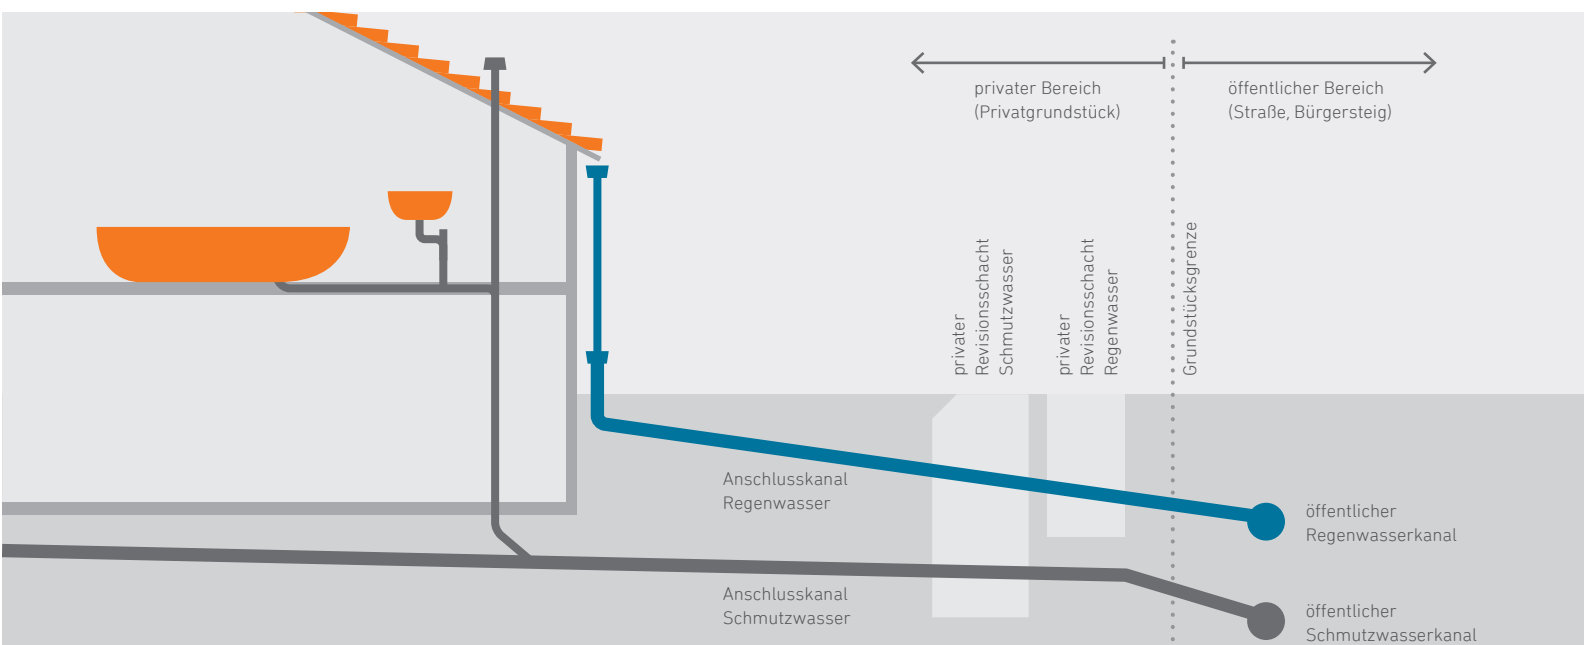 privater Bereich
(Privatgrundstück)
öffentlicher Bereich
(Straße, Bürgersteig)
privater
Revisionsschacht
Schmutzwasser
privater
Revisionsschacht
Regenwasser
Grundstücksgrenze
Anschlusskanal
Regenwasser
öffentlicher
Regenwasserkanal
Anschlusskanal
Schmutzwasser
öffentlicher
Schmutzwasserkanal